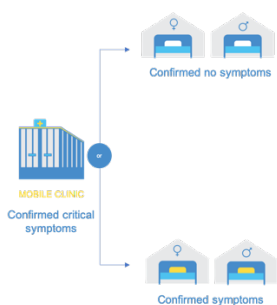 Confirmed no symptoms
or
MOBILE CLINIC
Confirmed critical
symptoms
Confirmed symptoms